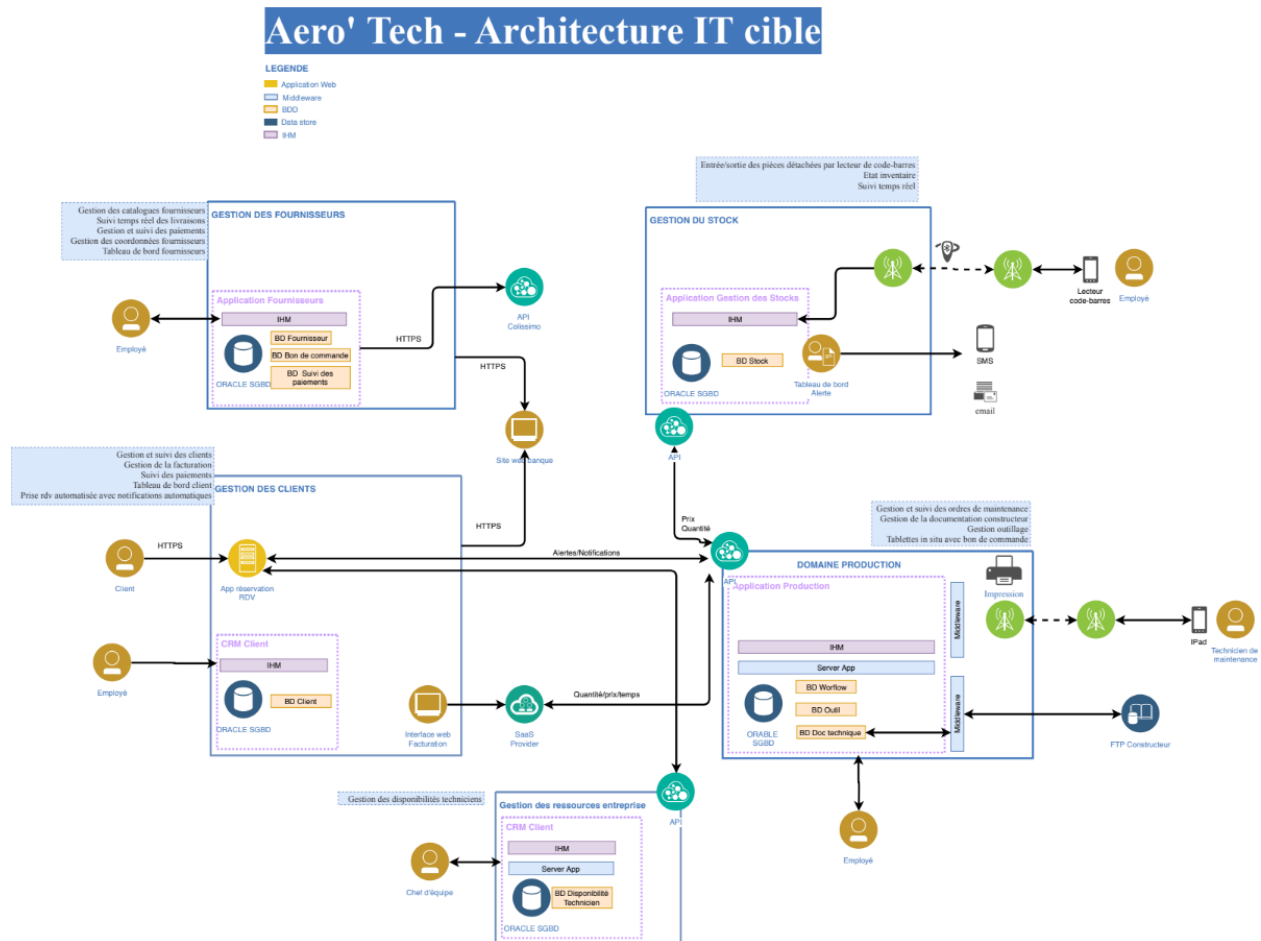 Aero' Tech - Architecture IT cible
LEGENDE
Application Web
Middleware
BDD
Data store
IHM
Entrée/sortie des pièces détachées par lecteur de code-barres
Etat inventaire
Suivi temps réel
Gestion des catalogues fournisseurs
Suivi temps réel des livraisons
Gestion et suivi des paiements
Gestion des coordonnées fournisseurs
Tableau de bord fournisseurs
GESTION DES FOURNISSEURS
Application Fournisseurs
IHM
BD Fournisseur
BD Bon de commande
BD Suivi des
paiements
ORACLE SGBD
Employé
HTTPS
API
Colissimo
HTTPS
Site web banque
GESTION DU STOCK
Application Gestion des Stocks
IHM
BD Stock
ORACLE SGBD
Tableau de bord
Alerte
Lecteur
code-barres
Employé
SMS
email
API
Prix
Quantité
Gestion et suivi des clients
Gestion de la facturation
Suivi des paiements
Tableau de bord client
Prise rdv automatisée avec notifications automatiques
GESTION DES CLIENTS
HTTPS
HTTPS
Client
App réservation
RDV
Alertes/Notifications
CRM Client
IHM
BD Client
ORACLE SGBD
Employé
Interface web
Facturation
SaaS
Provider
Quantité/prix/temps
Gestion et suivi des ordres de maintenance
Gestion de la documentation constructeur
Gestion outillage
Tablettes in situ avec bon de commande
DOMAINE PRODUCTION
API
Application Production
Impression
Middleware
IHM
Server App
BD Worflow
BD Outil
BD Doc technique
ORABLE
SGBD
Middleware
IPad
Technicien de
maintenance
FTP Constructeur
Employé
Gestion des disponibilités techniciens
Gestion des ressources entreprise
API
CRM Client
IHM
Server App
BD Disponibilité
Technicien
ORACLE SGBD
Chef d'équipe